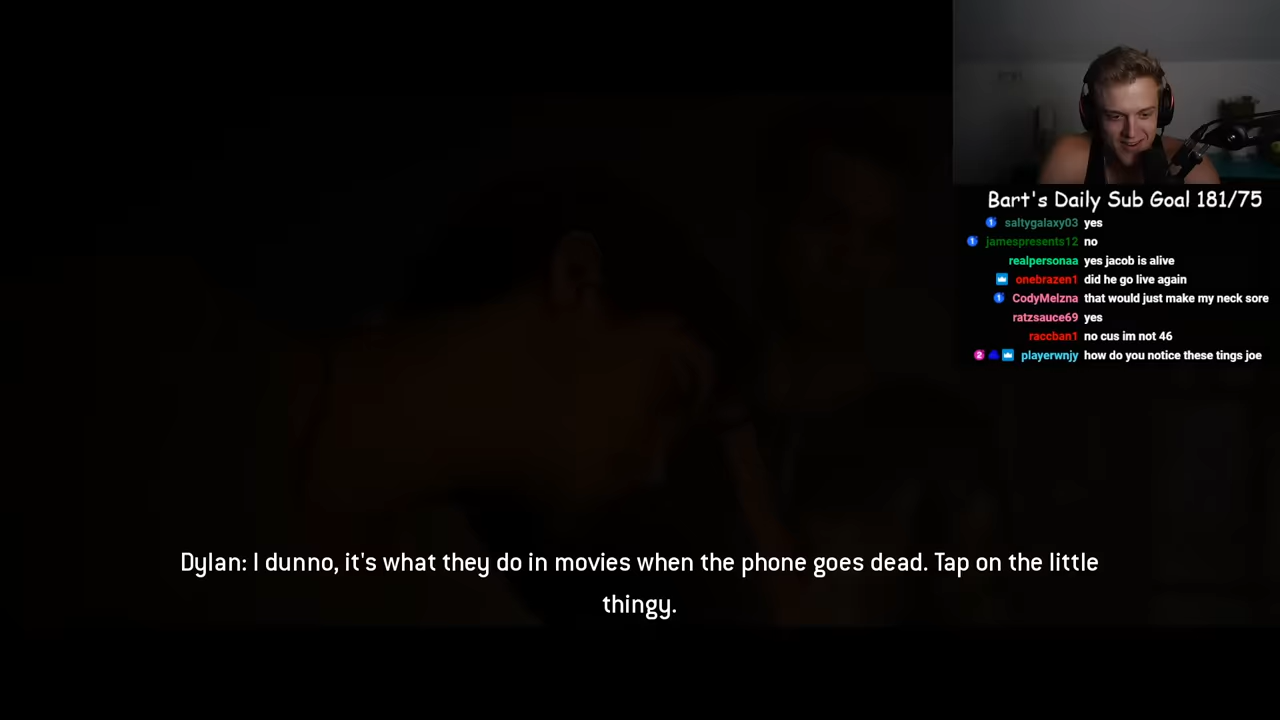 Bart's Daily Sub Goal 181/75
saltygalaxy03 yes
jamespresents12 no
realpersonaa yes jacob is alive
onebrazen1 did he go live again
CodyMelzna that would just make my neck sore
ratzsauce69 yes
raccban1 no cus im not 46
playerwnjy how do you notice these tings joe
Dylan: I dunno, it's what they do in movies when the phone goes dead. Tap on the little
thingy.